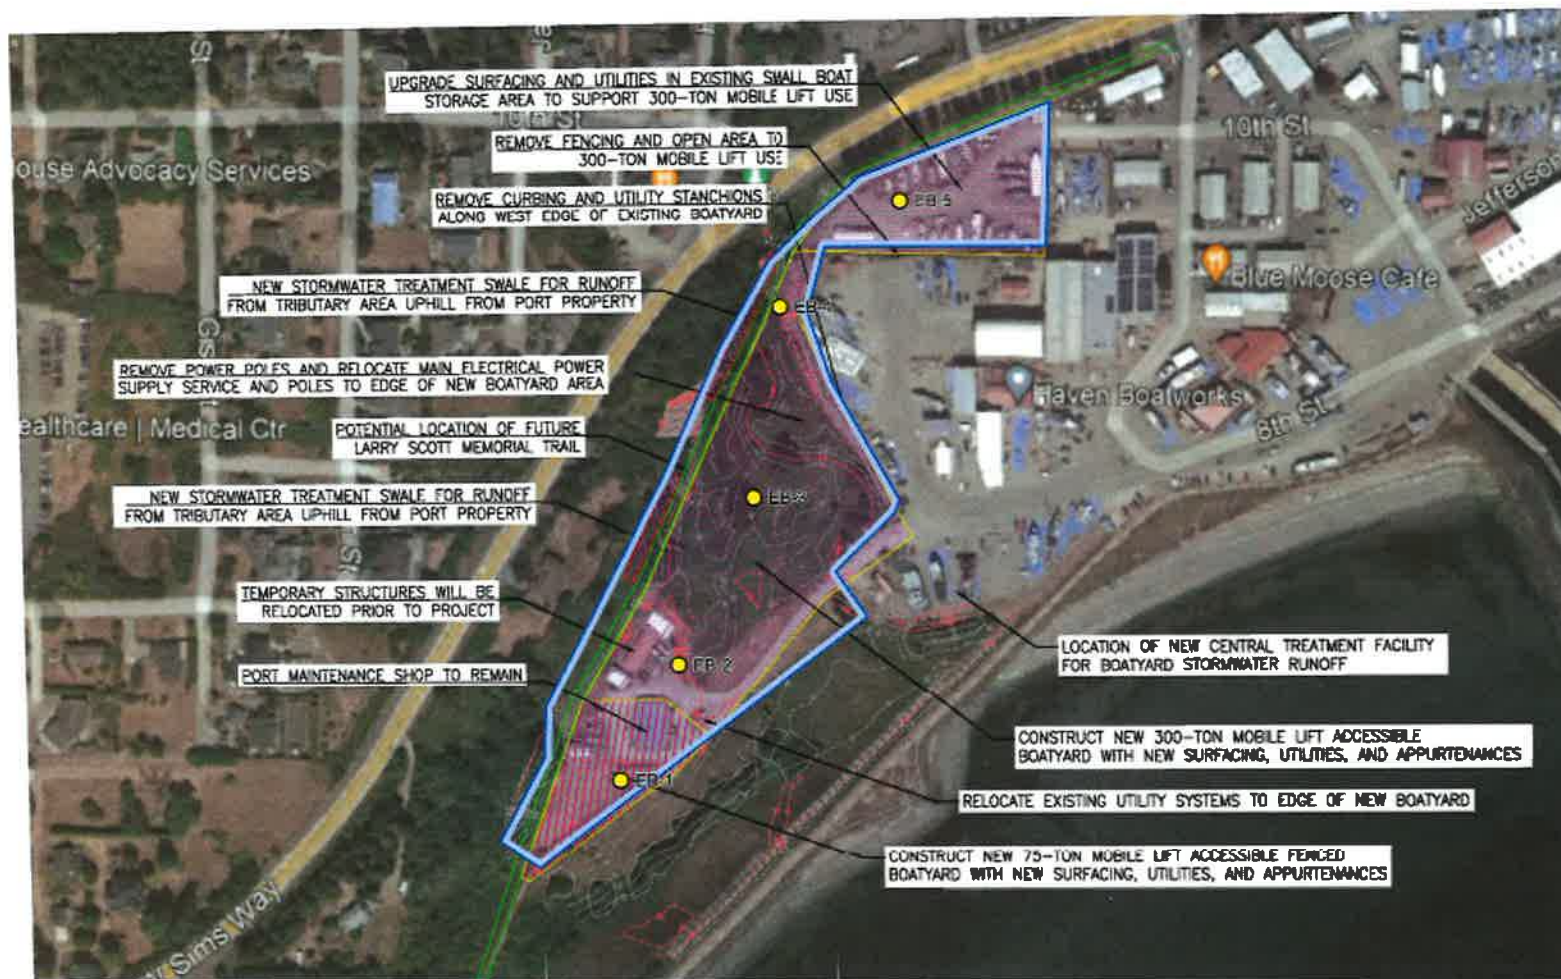 UPGRADE SURFACING AND UTILITIES IN EXISTING SMALL BOAT
STORAGE AREA TO SUPPORT 300-TON MOBILE LIFT USE
10th St
REMOVE FENCING AND OPEN AREA TO
300-TON MOBILE LIFT USE
10th St
ouse Advocacy Services
REMOVE CURBING AND UTILITY STANCHIONS
ALONG WEST EDGE OF EXISTING BOATYARD
EB-5
Jefferson
NEW STORMWATER TREATMENT SWALE FOR RUNOFF
FROM TRIBUTARY AREA UPHILL FROM PORT PROPERTY
Blue Moose Cafe
EB-4
REMOVE POWER POLES AND RELOCATE MAIN ELECTRICAL POWER
SUPPLY SERVICE AND POLES TO EDGE OF NEW BOATYARD AREA
Haven Boatworks
8th St
ealthcare | Medical Ctr
POTENTIAL LOCATION OF FUTURE
LARRY SCOTT MEMORIAL TRAIL
NEW STORMWATER TREATMENT SWALE FOR RUNOFF
FROM TRIBUTARY AREA UPHILL FROM PORT PROPERTY
EB-3
TEMPORARY STRUCTURES WILL BE
RELOCATED PRIOR TO PROJECT
LOCATION OF NEW CENTRAL TREATMENT FACILITY
FOR BOATYARD STORMWATER RUNOFF
EB-2
PORT MAINTENANCE SHOP TO REMAIN
CONSTRUCT NEW 300-TON MOBILE LIFT ACCESSIBLE
BOATYARD WITH NEW SURFACING, UTILITIES, AND APPURTENANCES
EB-1
RELOCATE EXISTING UTILITY SYSTEMS TO EDGE OF NEW BOATYARD
CONSTRUCT NEW 75-TON MOBILE LIFT ACCESSIBLE FENCED
BOATYARD WITH NEW SURFACING, UTILITIES, AND APPURTENANCES
Sims Way